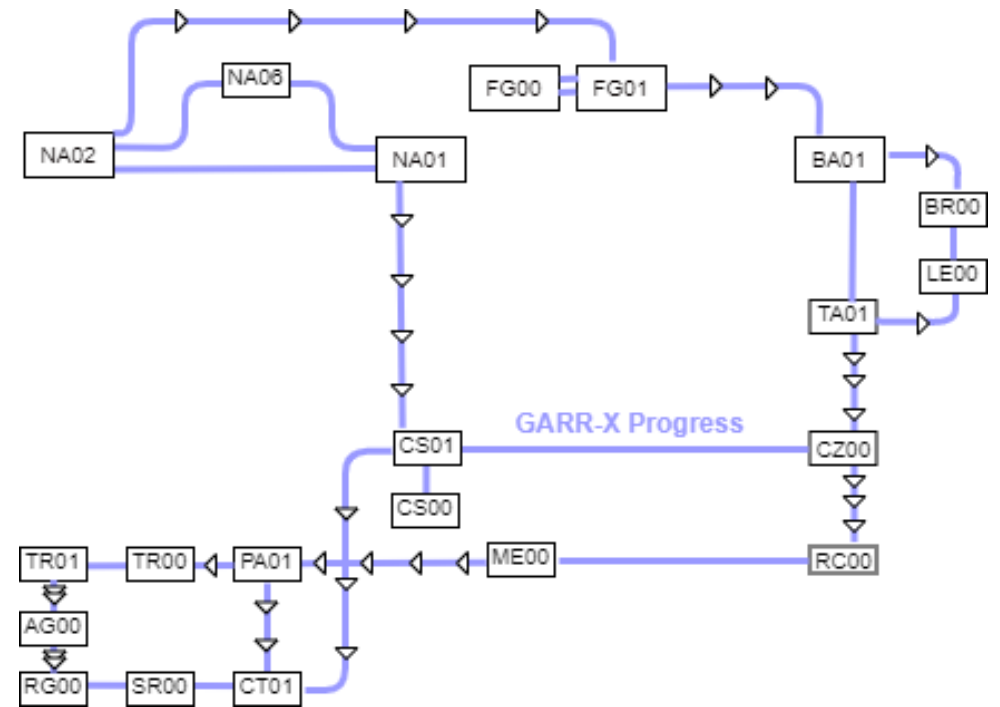 NA06
FG00
FG01
NA02
NA01
BA01
BR00
LE00
TA01
GARR-X Progress
CS01
CZ00
CS00
TR01
TR00
PA01
ME00
RC00
AG00
RG00
SR00
CT01